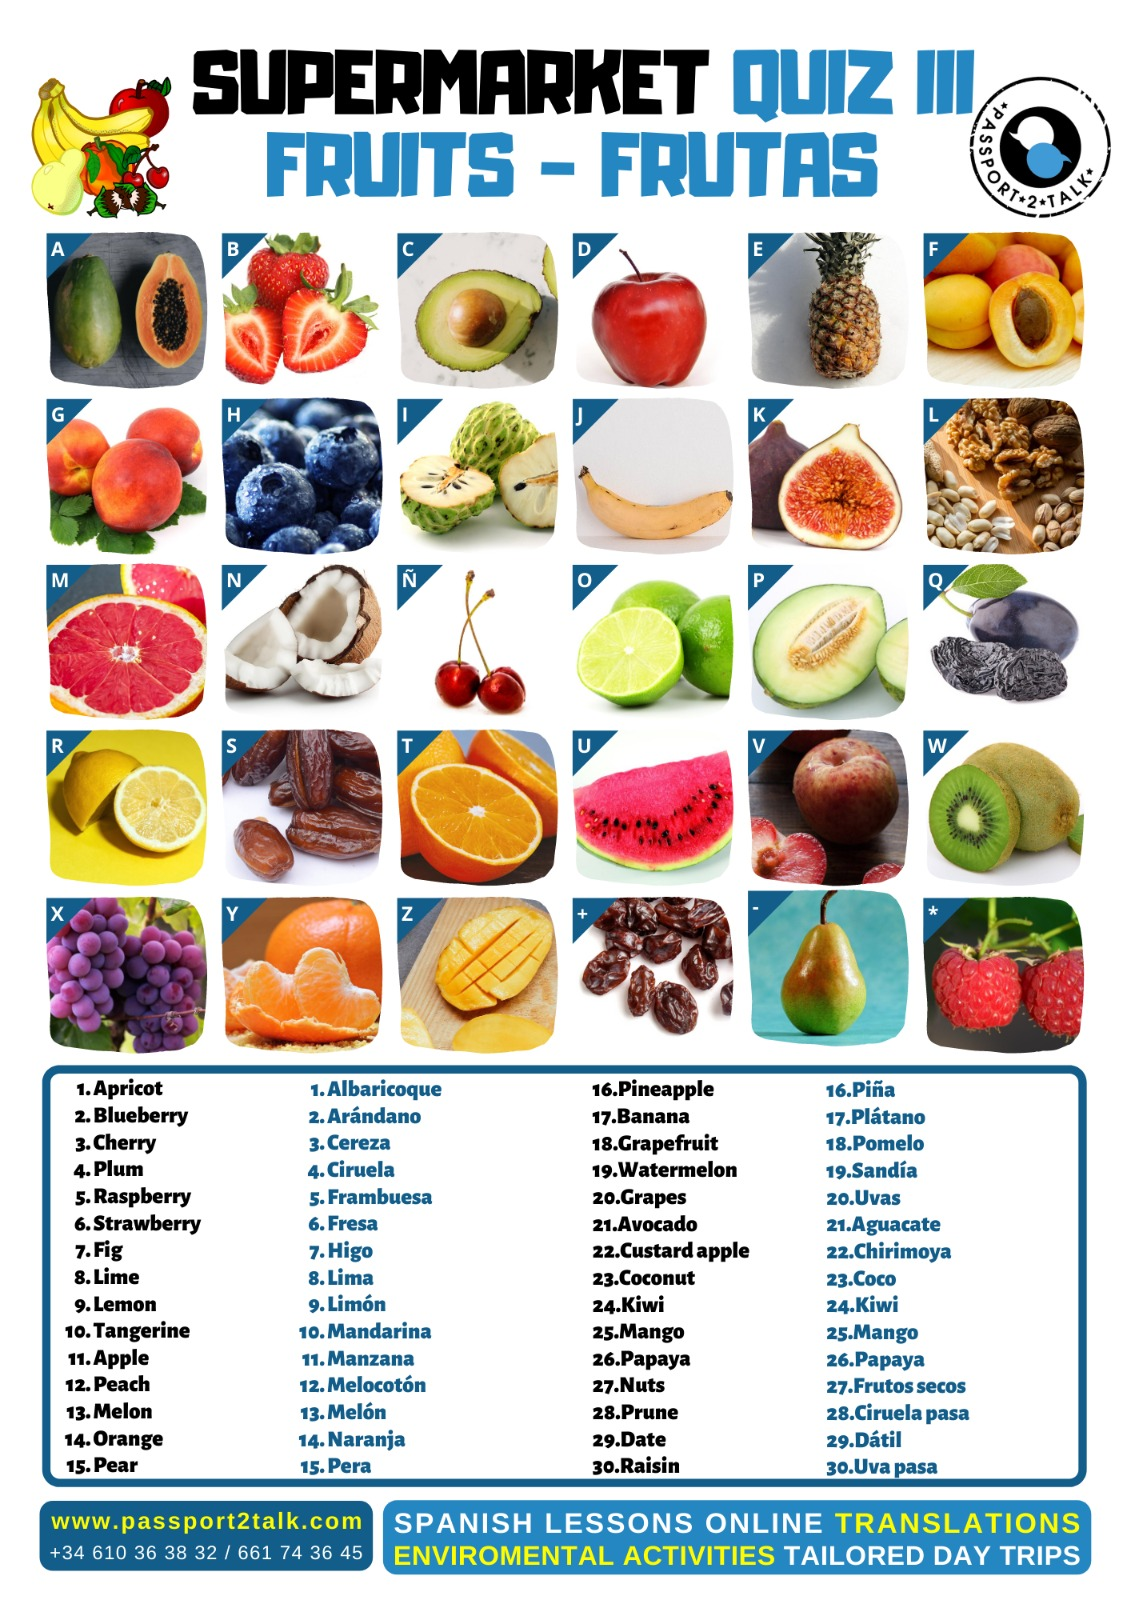 SUPERMARKET QUIZ III
FRUITS - FRUTAS
★PASSPORT★2★TALK★
A B C D E F
G H I J K L
M N Ñ O P Q
R S T U V W
X Y Z + - *
1. Apricot
2. Blueberry
3. Cherry
4. Plum
5. Raspberry
6. Strawberry
7. Fig
8. Lime
9. Lemon
10. Tangerine
11. Apple
12. Peach
13. Melon
14. Orange
15. Pear
1. Albaricoque
2. Arándano
3. Cereza
4. Ciruela
5. Frambuesa
6. Fresa
7. Higo
8. Lima
9. Limón
10. Mandarina
11. Manzana
12. Melocotón
13. Melón
14. Naranja
15. Pera
16.Pineapple
17.Banana
18.Grapefruit
19.Watermelon
20.Grapes
21.Avocado
22.Custard apple
23.Coconut
24.Kiwi
25.Mango
26.Papaya
27.Nuts
28.Prune
29.Date
30.Raisin
16.Piña
17.Plátano
18.Pomelo
19.Sandía
20.Uvas
21.Aguacate
22.Chirimoya
23.Coco
24.Kiwi
25.Mango
26.Papaya
27.Frutos secos
28.Ciruela pasa
29.Dátil
30.Uva pasa
www.passport2talk.com
+34 610 36 38 32 / 661 74 36 45
SPANISH LESSONS ONLINE TRANSLATIONS
ENVIROMENTAL ACTIVITIES TAILORED DAY TRIPS